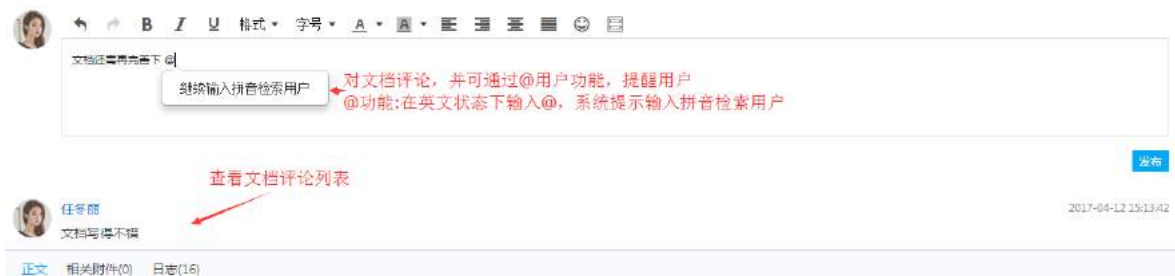 B I U 格式 字号 A A
文档还需再完善下 @
继续输入拼音检索用户
对文档评论，并可通过@用户功能，提醒用户
@功能:在英文状态下输入@，系统提示输入拼音检索用户
发布
查看文档评论列表
任冬丽 2017-04-12 15:13:42
文档写得不错
正文 相关附件(0) 日志(16)